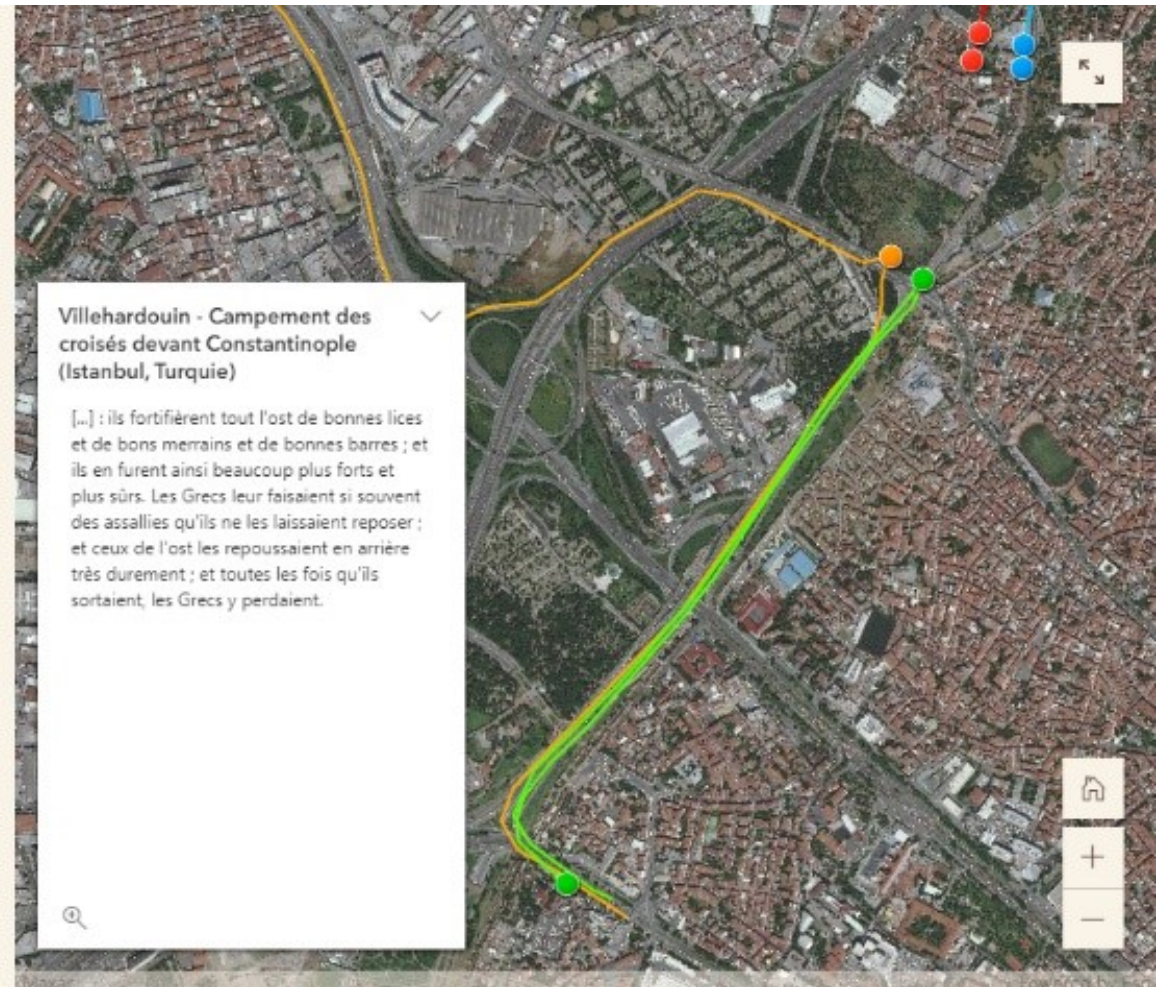 Villehardouin - Campement des
croisés devant Constantinople
(Istanbul, Turquie)
[...] : ils fortifièrent tout l'ost de bonnes lices
et de bons merrains et de bonnes barres ; et
ils en furent ainsi beaucoup plus forts et
plus sûrs. Les Grecs leur faisaient si souvent
des assallies qu'ils ne les laissaient reposer ;
et ceux de l'ost les repoussaient en arrière
très durement ; et toutes les fois qu'ils
sortaient, les Grecs y perdaient.